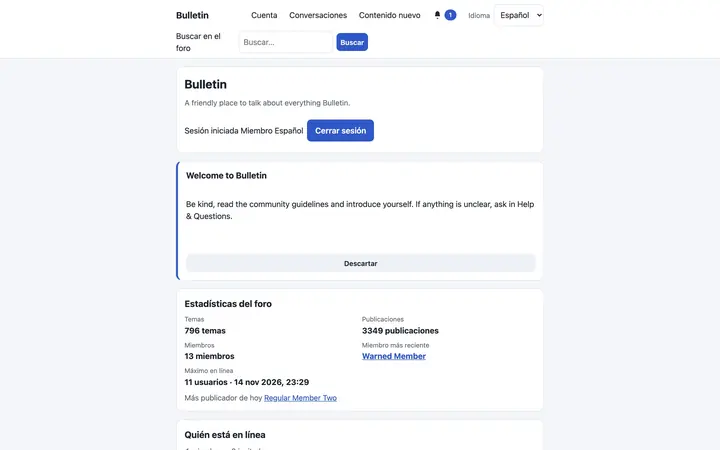 Bulletin
Cuenta
Conversaciones
Contenido nuevo
1
Idioma
Español
Buscar en el
foro
Buscar...
Buscar
Bulletin
A friendly place to talk about everything Bulletin.
Sesión iniciada Miembro Español
Cerrar sesión
Welcome to Bulletin
Be kind, read the community guidelines and introduce yourself. If anything is unclear, ask in Help
& Questions.
Descartar
Estadísticas del foro
Temas
796 temas
Publicaciones
3349 publicaciones
Miembros
13 miembros
Miembro más reciente
Warned Member
Máximo en línea
11 usuarios · 14 nov 2026, 23:29
Más publicador de hoy Regular Member Two
Quién está en línea